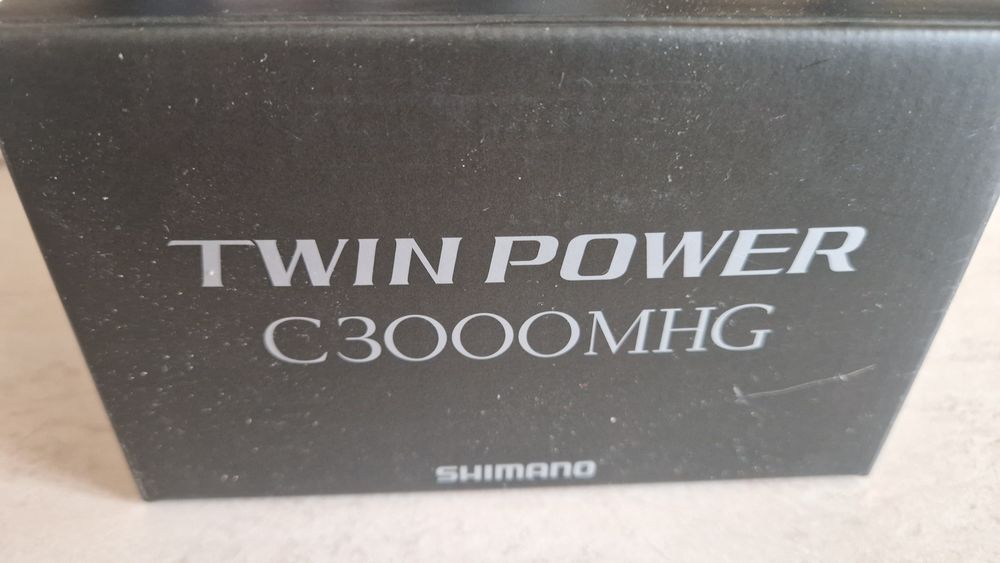 TWIN POWER
C3000MHG
SHIMANO